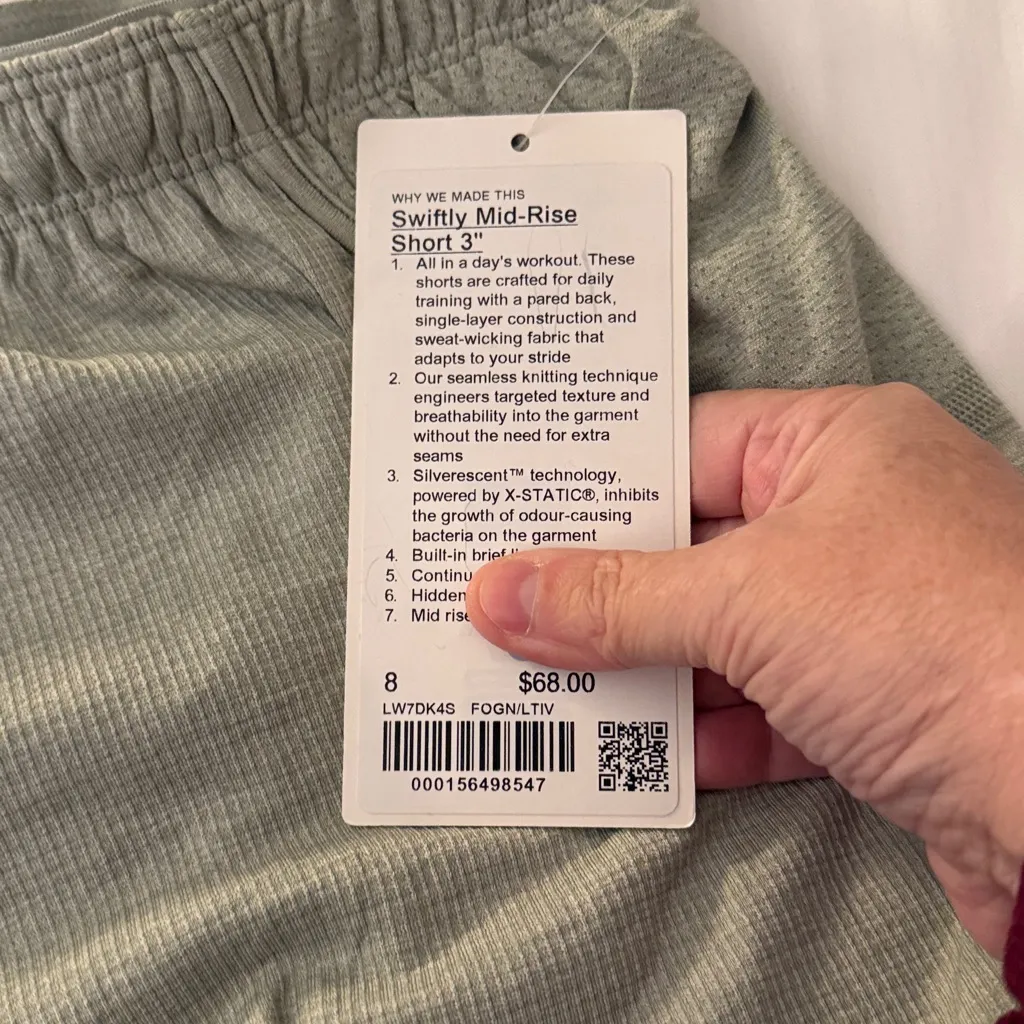 WHY WE MADE THIS
Swiftly Mid-Rise
Short 3"
1. All in a day's workout. These
shorts are crafted for daily
training with a pared back,
single-layer construction and
sweat-wicking fabric that
adapts to your stride
2. Our seamless knitting technique
engineers targeted texture and
breathability into the garment
without the need for extra
seams
3. Silverescent™ technology,
powered by X-STATIC®, inhibits
the growth of odour-causing
bacteria on the garment
4. Built-in brief
5. Continu
6. Hidden
7. Mid rise
8 $68.00
LW7DK4S FOGN/LTIV
000156498547